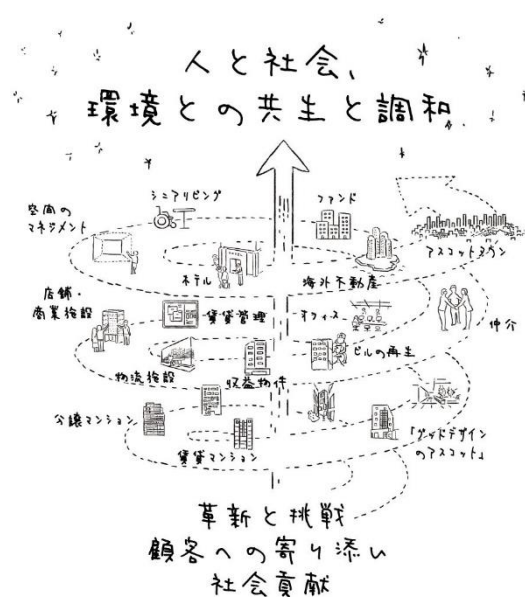 人と社会、
環境との共生と調和
シニアリビング
ファンド
空間の
マネジメント
アスコットタウン
ホテル
海外不動産
店舗・
商業施設
賃貸管理
オフィス
仲介
物流施設
収益物件
ビルの再生
分譲マンション
賃貸マンション
「グッドデザイン
のアスコット」
革新と挑戦
顧客への寄り添い
社会貢献